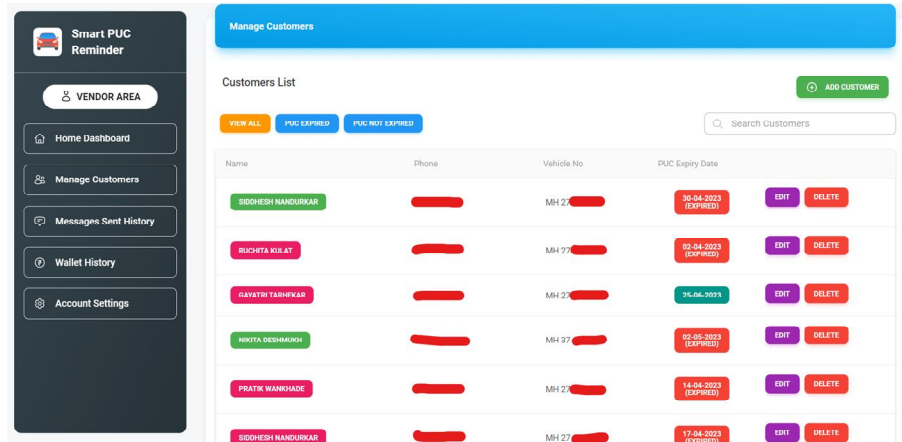 Smart PUC
Reminder
VENDOR AREA
Home Dashboard
Manage Customers
Messages Sent History
Wallet History
Account Settings
Manage Customers
Customers List
ADD CUSTOMER
VIEW ALL PUC EXPIRED PUC NOT EXPIRED Search Customers
Name Phone Vehicle No PUC Expiry Date
SIDDHESH NANDURKAR MH 27 30-04-2023 EDIT DELETE
(EXPIRED)
RUCHITA KULAT MH 27 02-04-2023 EDIT DELETE
(EXPIRED)
GAYATRI TARHEKAR MH 27 25-06-2023 EDIT DELETE
NIKITA DESHMUKH MH 37 02-05-2023 EDIT DELETE
(EXPIRED)
PRATIK WANKHADE MH 27 14-04-2023 EDIT DELETE
(EXPIRED)
SIDDHESH NANDURKAR MH 27 17-04-2023 EDIT DELETE
(EXPIRED)